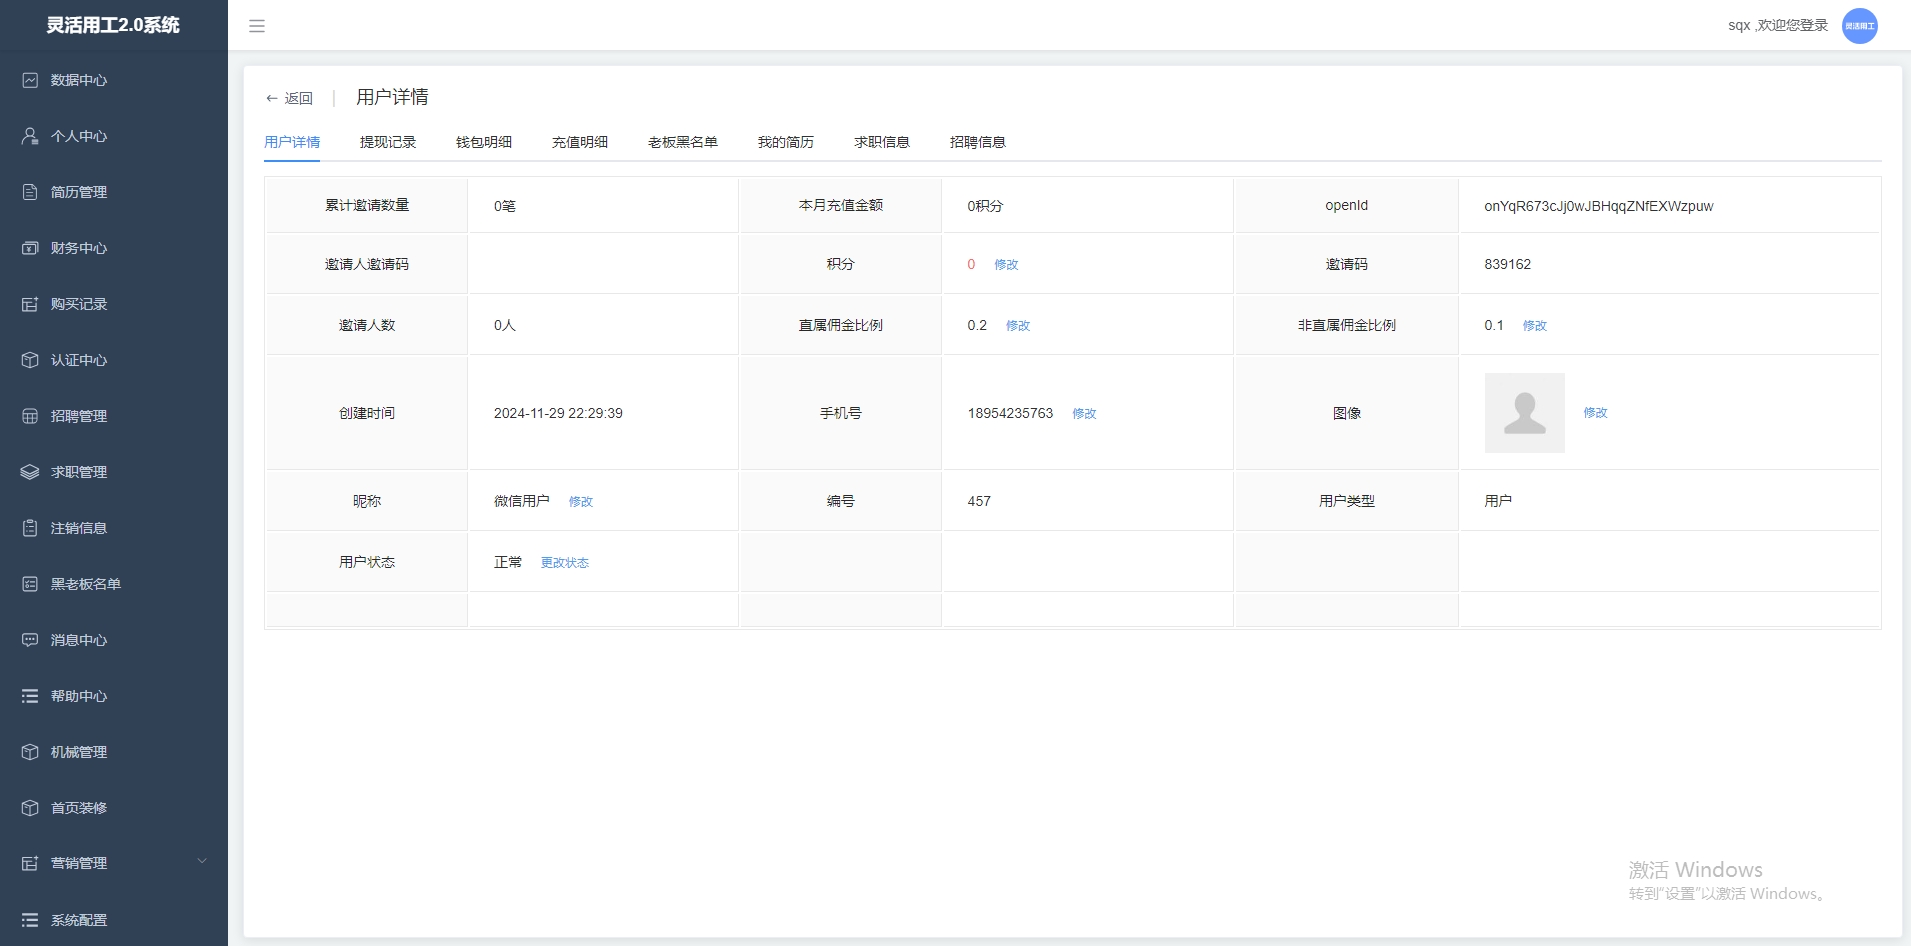 灵活用工2.0系统
sqx ,欢迎您登录
灵活用工
数据中心
个人中心
简历管理
财务中心
购买记录
认证中心
招聘管理
求职管理
注销信息
黑老板名单
消息中心
帮助中心
机械管理
首页装修
营销管理
系统配置
返回
用户详情
用户详情 提现记录 钱包明细 充值明细 老板黑名单 我的简历 求职信息 招聘信息
累计邀请数量 0笔 本月充值金额 0积分 openId onYqR673cJj0wJBHqqZNfEXWzpuw
邀请人邀请码 积分 0 修改 邀请码 839162
邀请人数 0人 直属佣金比例 0.2 修改 非直属佣金比例 0.1 修改
创建时间 2024-11-29 22:29:39 手机号 18954235763 修改 图像 修改
昵称 微信用户 修改 编号 457 用户类型 用户
用户状态 正常 更改状态
激活 Windows
转到"设置"以激活 Windows。